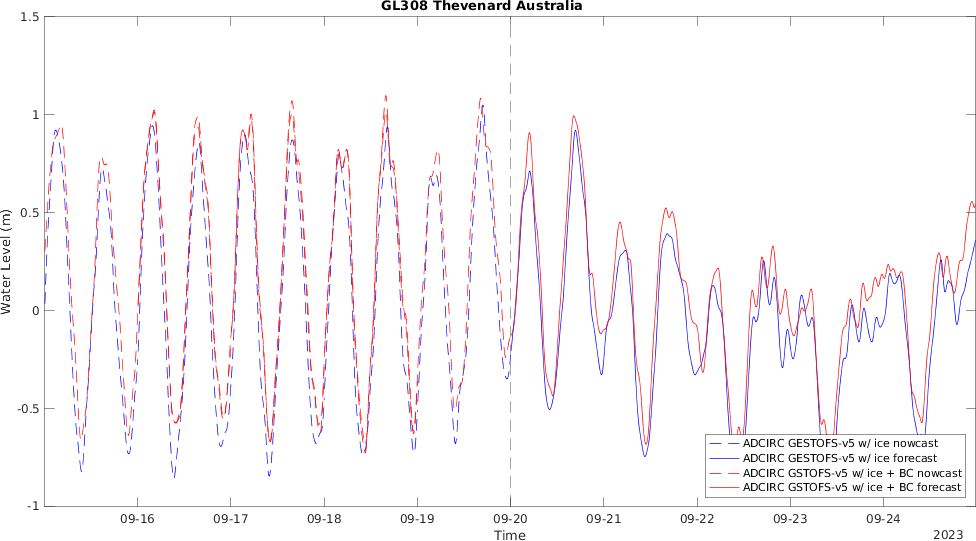 GL308 Thevenard Australia
1.5
1
0.5
0
-0.5
-1
Water Level (m)
ADCIRC GESTOFS-v5 w/ ice nowcast
ADCIRC GESTOFS-v5 w/ ice forecast
ADCIRC GSTOFS-v5 w/ ice + BC nowcast
ADCIRC GSTOFS-v5 w/ ice + BC forecast
09-16 09-17 09-18 09-19 09-20 09-21 09-22 09-23 09-24
Time
2023